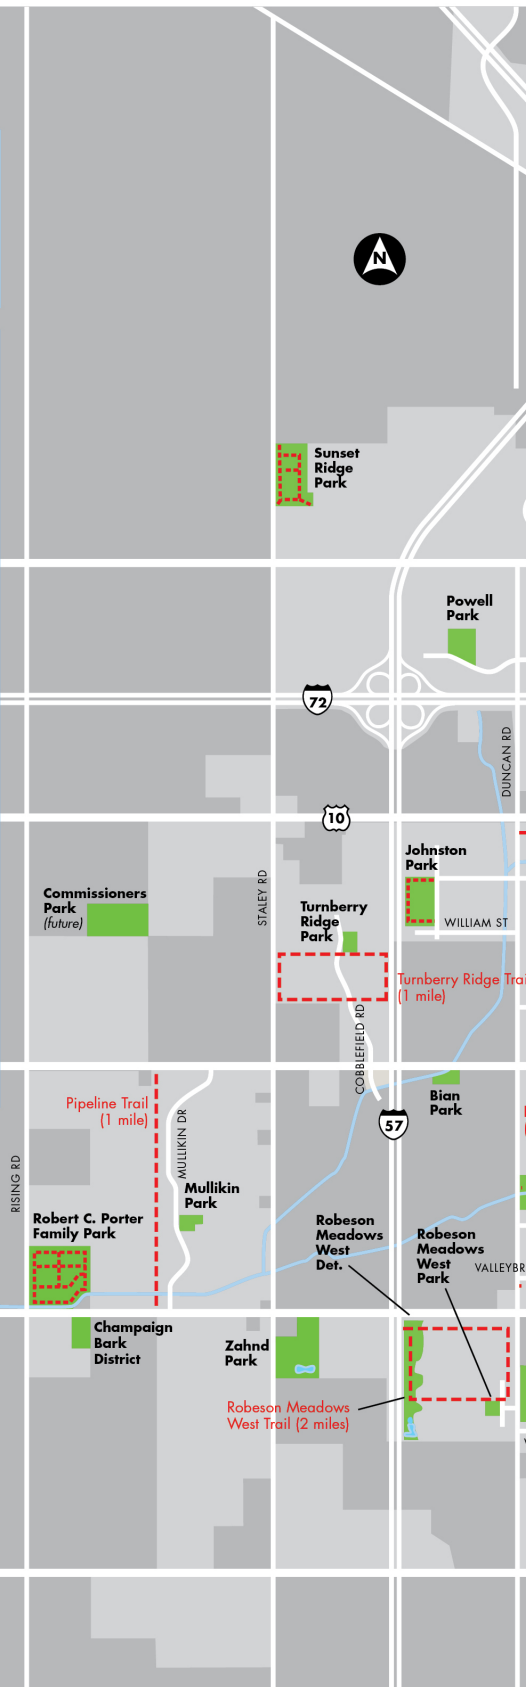 N
Sunset
Ridge
Park
Powell
Park
72
DUNCAN RD
10
Johnston
Park
Commissioners
Park
(future)
STALEY RD
Turnberry
Ridge
Park
WILLIAM ST
Turnberry Ridge Trai
(1 mile)
COBBLEFIELD RD
Pipeline Trail
(1 mile)
Bian
Park
57
MULLIKIN DR
RISING RD
Mullikin
Park
Robert C. Porter
Family Park
Robeson
Meadows
West
Det.
Robeson
Meadows
West
Park
VALLEYBR
Champaign
Bark
District
Zahnd
Park
Robeson Meadows
West Trail (2 miles)